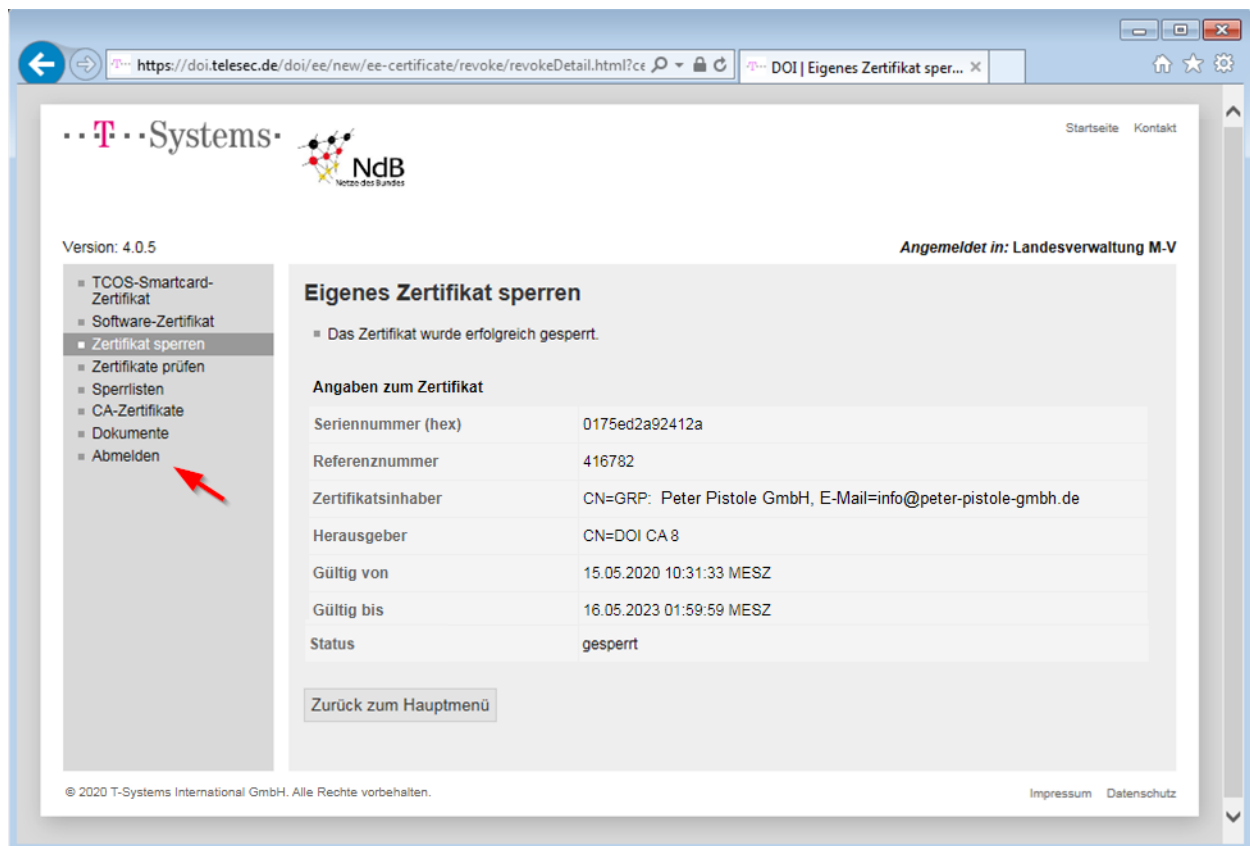 https://doi.telesec.de/doi/ee/new/ee-certificate/revoke/revokeDetail.html?ce
DOI | Eigenes Zertifikat sper...
··T··Systems·
NdB
Netze des Bundes
Startseite Kontakt
Version: 4.0.5
Angemeldet in: Landesverwaltung M-V
TCOS-Smartcard-
Zertifikat
Software-Zertifikat
Zertifikat sperren
Zertifikate prüfen
Sperrlisten
CA-Zertifikate
Dokumente
Abmelden
Eigenes Zertifikat sperren
Das Zertifikat wurde erfolgreich gesperrt.
Angaben zum Zertifikat
Seriennummer (hex) 0175ed2a92412a
Referenznummer 416782
Zertifikatsinhaber CN=GRP: Peter Pistole GmbH, E-Mail=info@peter-pistole-gmbh.de
Herausgeber CN=DOI CA 8
Gültig von 15.05.2020 10:31:33 MESZ
Gültig bis 16.05.2023 01:59:59 MESZ
Status gesperrt
Zurück zum Hauptmenü
© 2020 T-Systems International GmbH. Alle Rechte vorbehalten.
Impressum Datenschutz